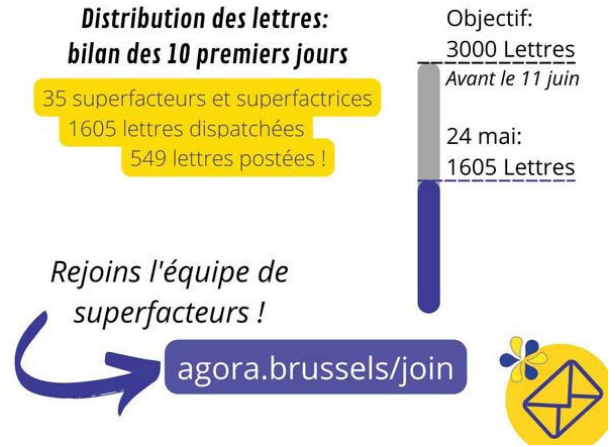 Distribution des lettres:
bilan des 10 premiers jours
35 superfacteurs et superfactrices
1605 lettres dispatchées
549 lettres postées !
Objectif:
3000 Lettres
Avant le 11 juin
24 mai:
1605 Lettres
Rejoins l'équipe de
superfacteurs !
agora.brussels/join